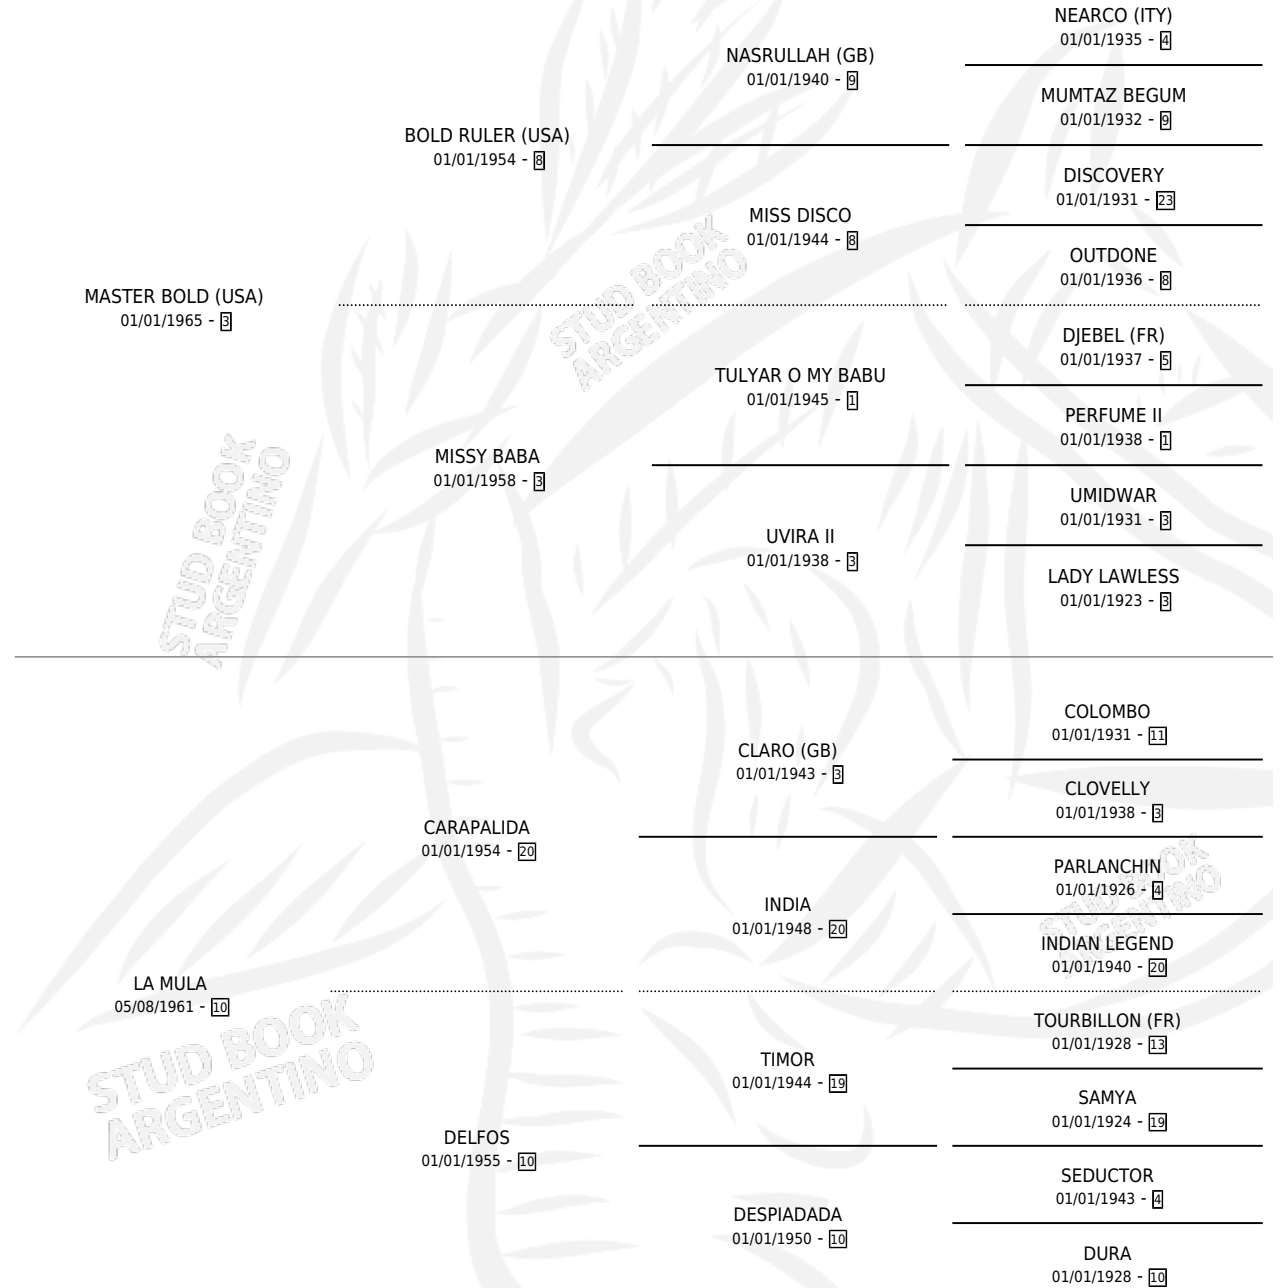 NEARCO (ITY)
01/01/1935 - 4
NASRULLAH (GB)
01/01/1940 - 9
MUMTAZ BEGUM
01/01/1932 - 9
BOLD RULER (USA)
01/01/1954 - 8
DISCOVERY
01/01/1931 - 23
MISS DISCO
01/01/1944 - 8
OUTDONE
01/01/1936 - 8
MASTER BOLD (USA)
01/01/1965 - 3
STUD BOOK
ARGENTINO
DJEBEL (FR)
01/01/1937 - 5
TULYAR O MY BABU
01/01/1945 - 1
PERFUME II
01/01/1938 - 1
MISSY BABA
01/01/1958 - 3
UMIDWAR
01/01/1931 - 3
UVIRA II
01/01/1938 - 3
LADY LAWLESS
01/01/1923 - 3
STUD BOOK
ARGENTINO
COLOMBO
01/01/1931 - 11
CLARO (GB)
01/01/1943 - 3
CLOVELLY
01/01/1938 - 3
CARAPALIDA
01/01/1954 - 20
PARLANCHIN
01/01/1926 - 4
STUD BOOK
ARGENTINO
INDIA
01/01/1948 - 20
INDIAN LEGEND
01/01/1940 - 20
LA MULA
05/08/1961 - 10
TOURBILLON (FR)
01/01/1928 - 13
TIMOR
01/01/1944 - 19
SAMYA
01/01/1924 - 19
STUD BOOK
ARGENTINO
DELFOS
01/01/1955 - 10
SEDUCTOR
01/01/1943 - 4
DESPIADADA
01/01/1950 - 10
DURA
01/01/1928 - 10